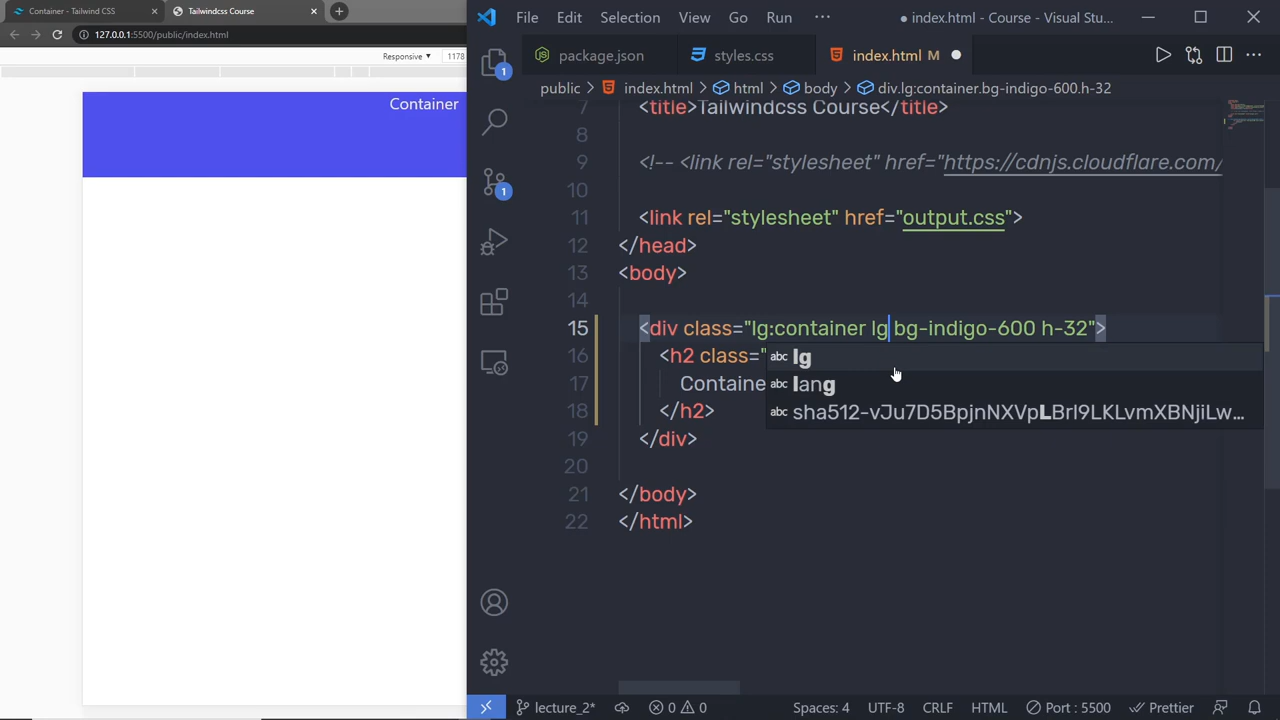 Container - Tailwind CSS
Tailwindcss Course
127.0.0.1:5500/public/index.html
Responsive
1178
Container
File Edit Selection View Go Run ···
● index.html - Course - Visual Stu...
package.json
styles.css
index.html M
public > index.html > html > body > div.lg:container.bg-indigo-600.h-32
7 <title>Tailwindcss Course</title>
8
9 <!-- <link rel="stylesheet" href="https://cdnjs.cloudflare.com/
10
11 <link rel="stylesheet" href="output.css">
12 </head>
13 <body>
14
15 <div class="lg:container lg bg-indigo-600 h-32">
16 <h2 class="
abc lg
17 Containe
abc lang
18 </h2>
abc sha512-vJu7D5BpjnNXVpLBrl9LKLvmXBNjiLw...
19 </div>
20
21 </body>
22 </html>
1
1
lecture_2*
0 0
Spaces: 4
UTF-8
CRLF
HTML
Port : 5500
Prettier